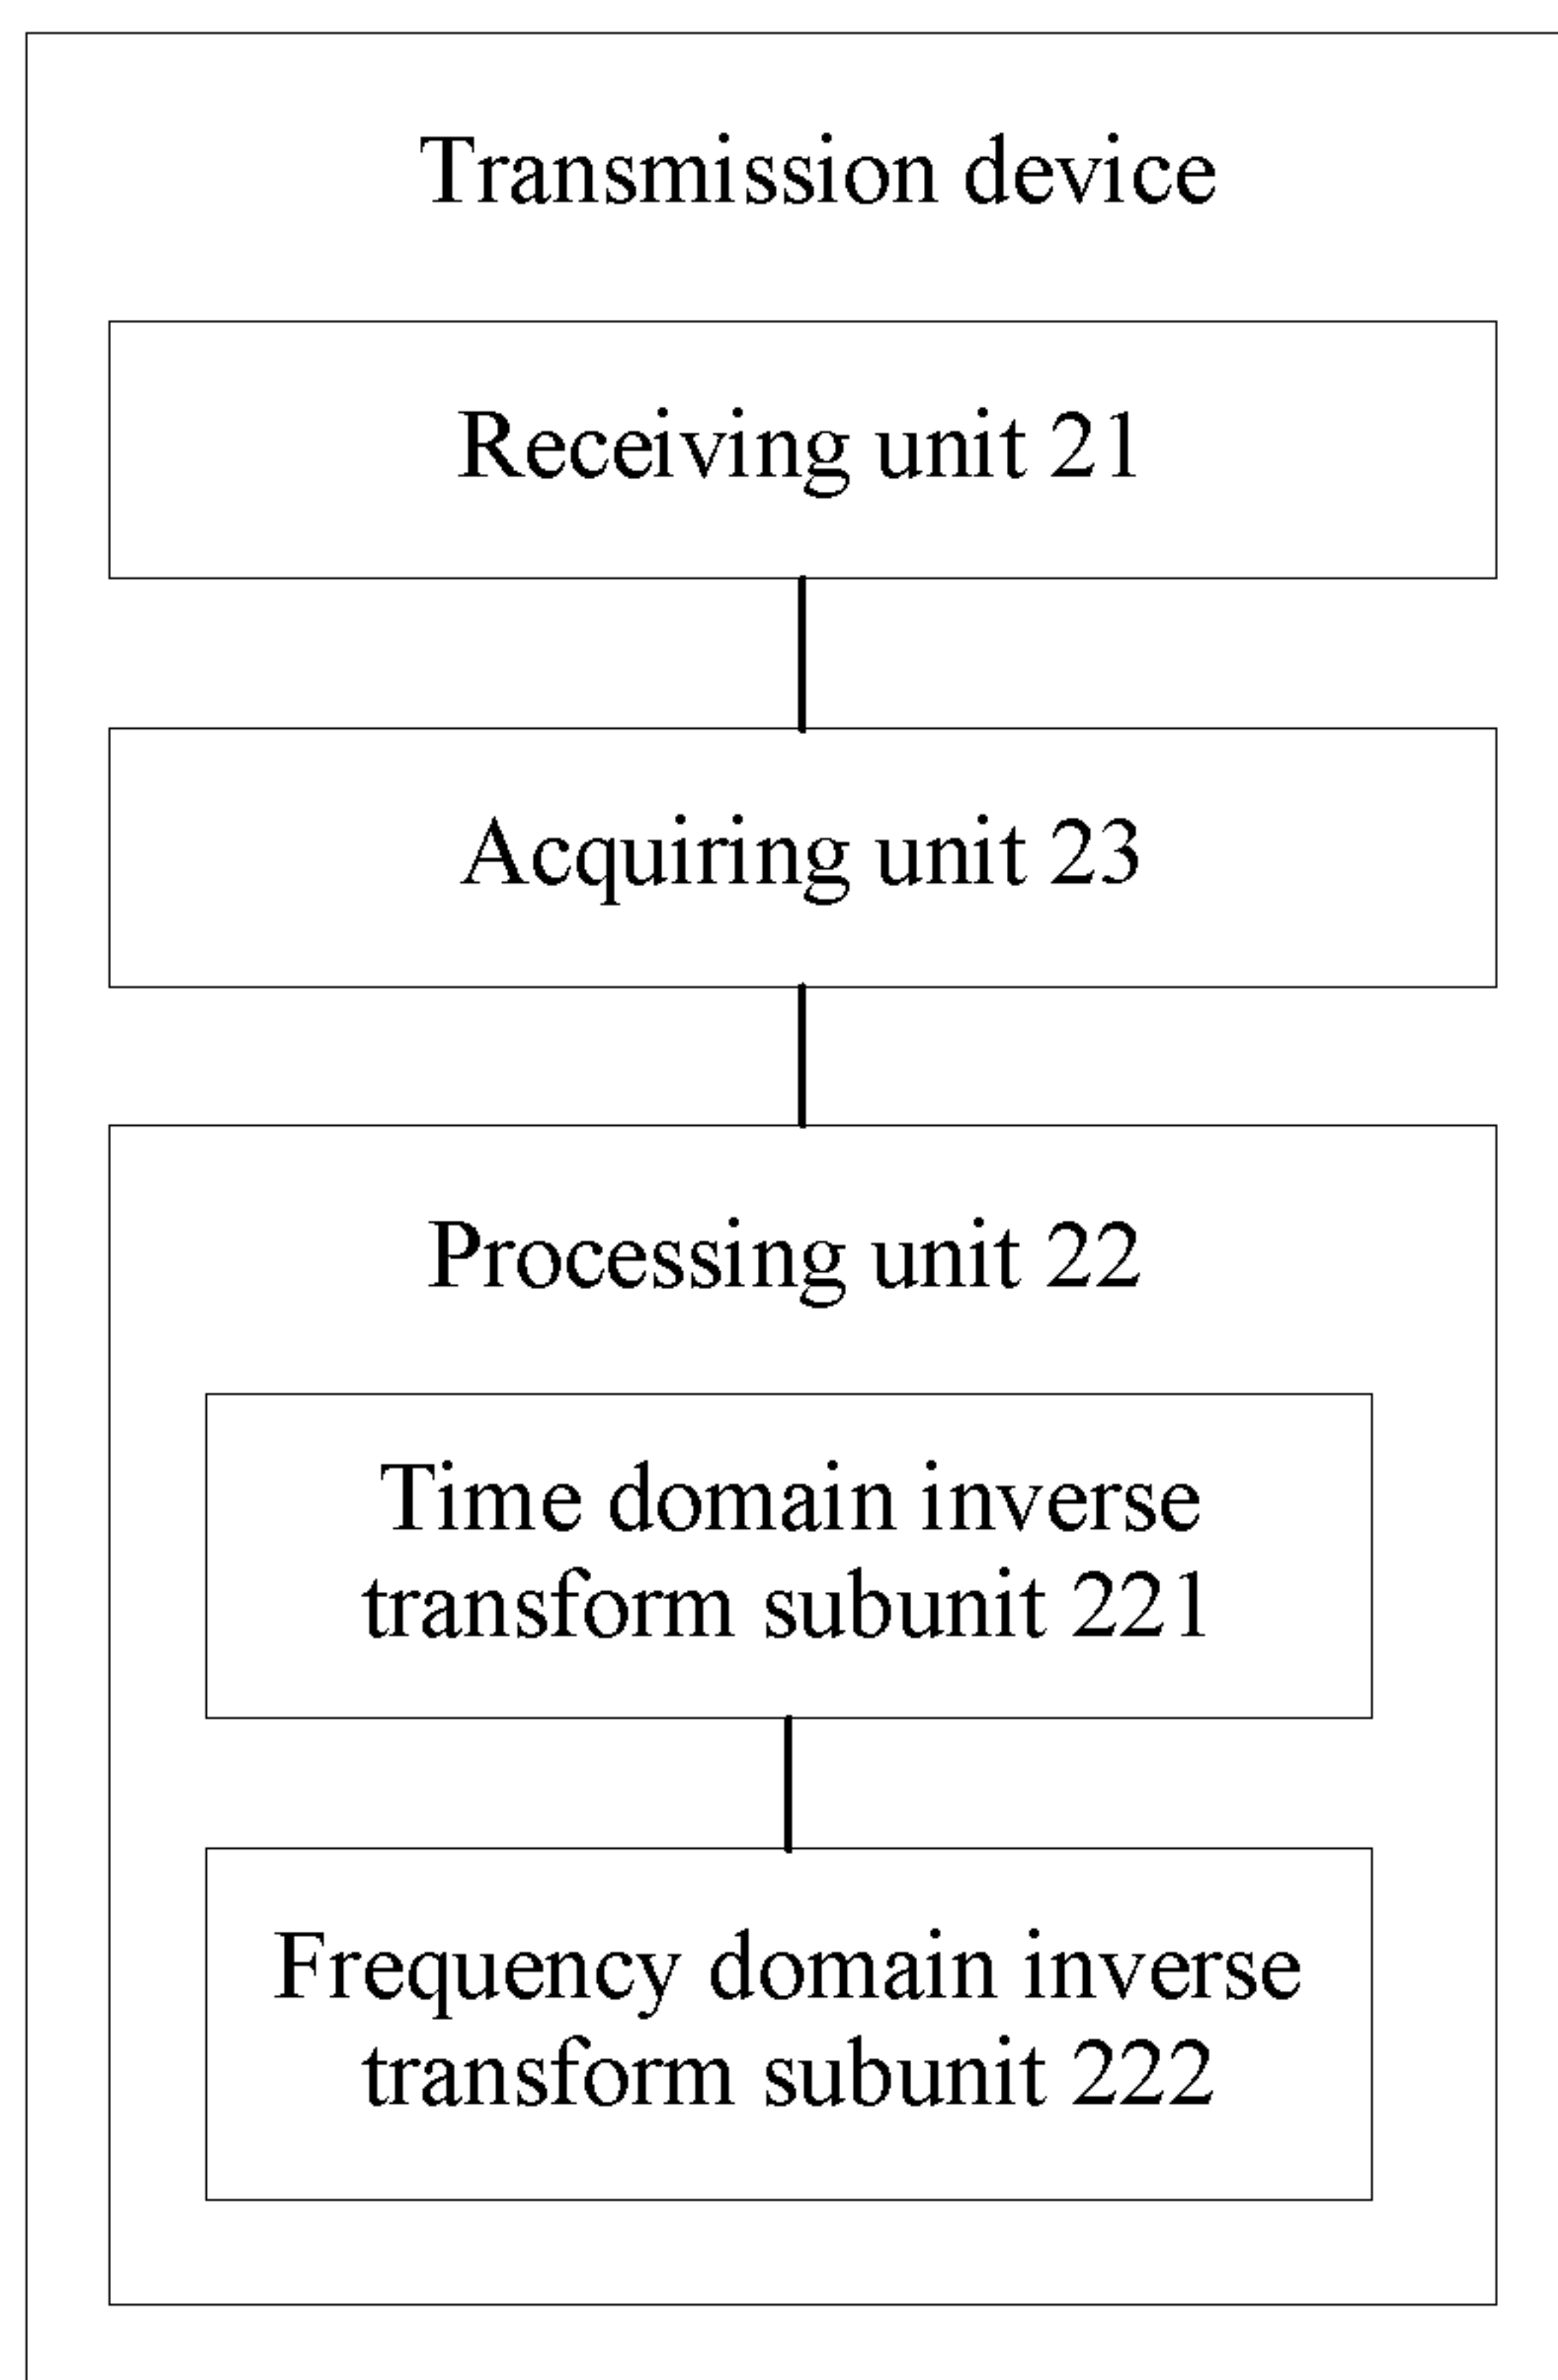 Transmission device
Receiving unit 21
Acquiring unit 23
Processing unit 22
Time domain inverse
transform subunit 221
Frequency domain inverse
transform subunit 222